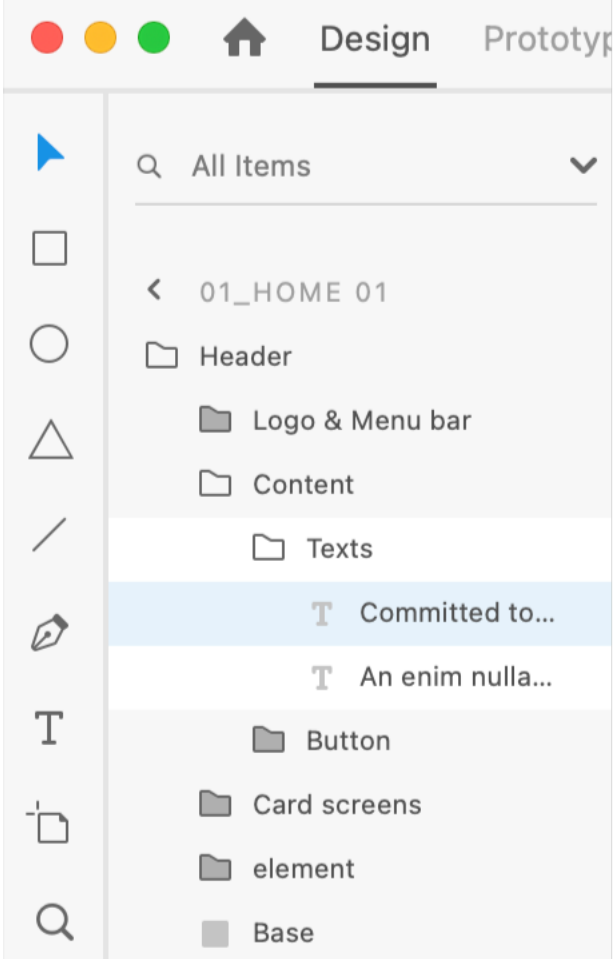 Design Prototyp
All Items
01_HOME 01
Header
Logo & Menu bar
Content
Texts
T Committed to...
T An enim nulla...
Button
T
Card screens
element
Base